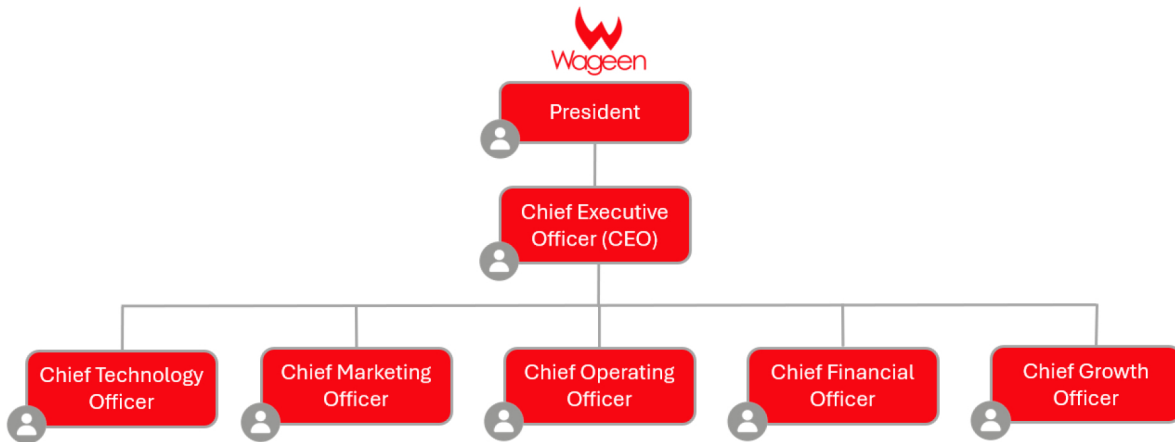 Wageen
President
Chief Executive
Officer (CEO)
Chief Technology
Officer
Chief Marketing
Officer
Chief Operating
Officer
Chief Financial
Officer
Chief Growth
Officer